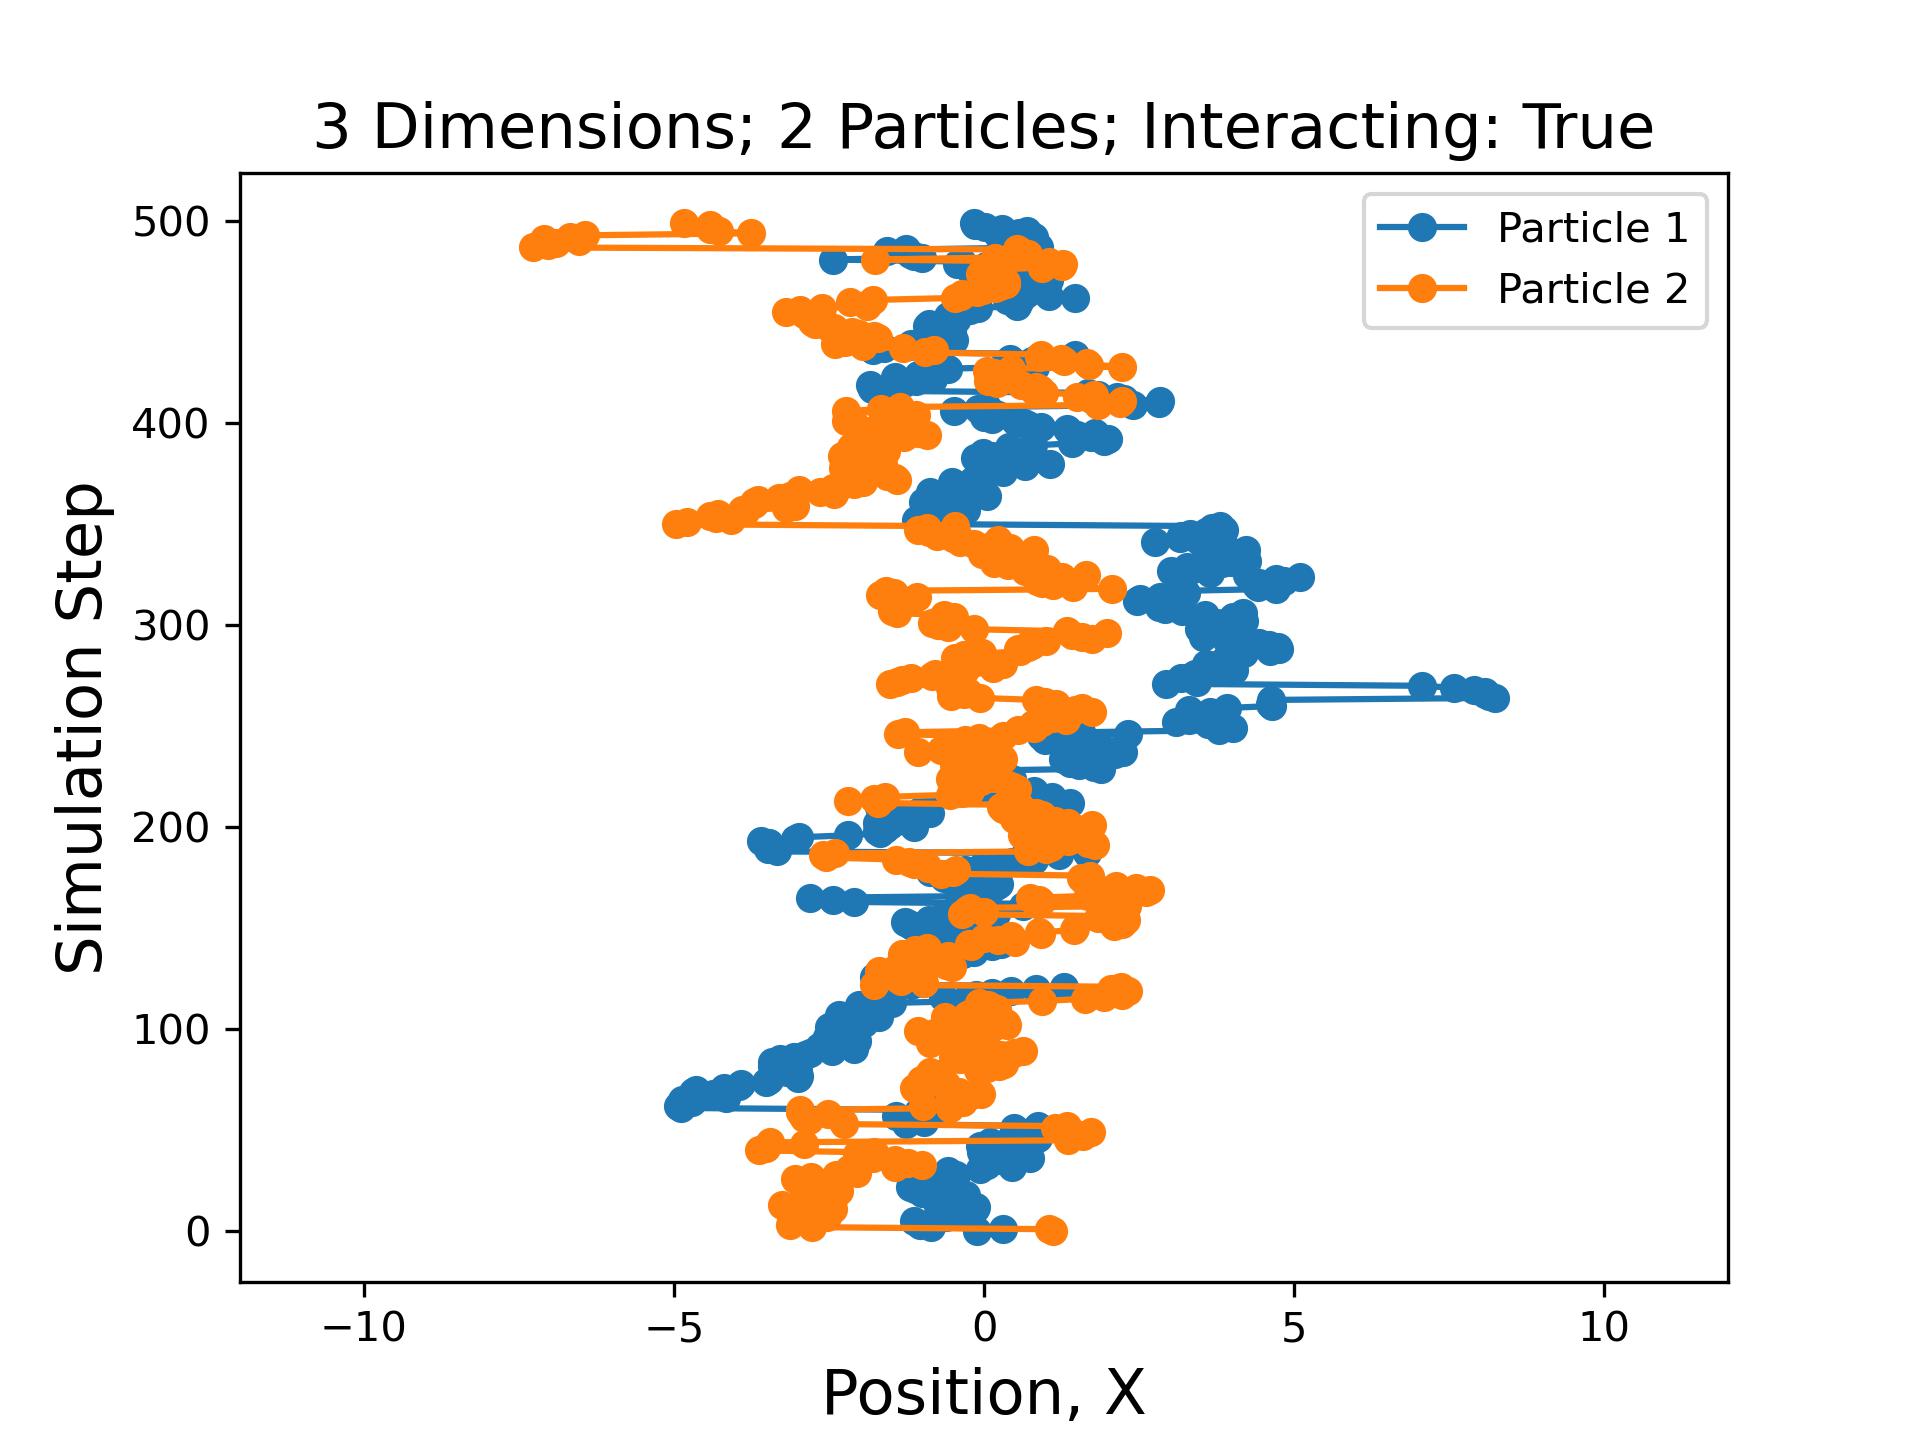 3 Dimensions; 2 Particles; Interacting: True
Particle 1
Particle 2
Simulation Step
500
400
300
200
100
0
−10
−5
0
5
10
Position, X